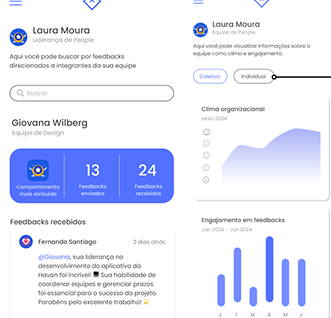 Laura Moura
Liderança de People
Aqui você pode buscar por feedbacks
direcionados a integrantes da sua equipe
Buscar
Giovana Wilberg
Equipe de Design
Comportamento
mais atribuído
13
Feedbacks
enviados
24
Feedbacks
recebidos
Feedbacks recebidos
Fernando Santiago
2 dias atrás
@Giovana, sua liderança no
desenvolvimento do aplicativo da
Havan foi incrível! Sua habilidade de
coordenar equipes e gerenciar prazos
foi essencial para o sucesso do projeto.
Parabéns pelo excelente trabalho!
Laura Moura
Equipe de People
Aqui você pode visualizar informações sobre a
equipe como clima e engajamento.
Coletivo
Individual
Clima organizacional
Maio 2024
Engajamento em feedbacks
Jan 2024 - Jun 2024
J F M A M J